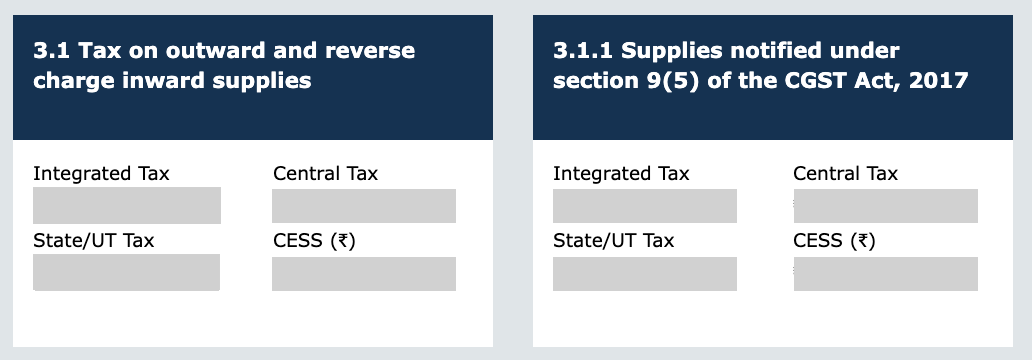 3.1 Tax on outward and reverse
charge inward supplies
Integrated Tax
Central Tax
State/UT Tax
CESS (₹)
3.1.1 Supplies notified under
section 9(5) of the CGST Act, 2017
Integrated Tax
Central Tax
State/UT Tax
CESS (₹)